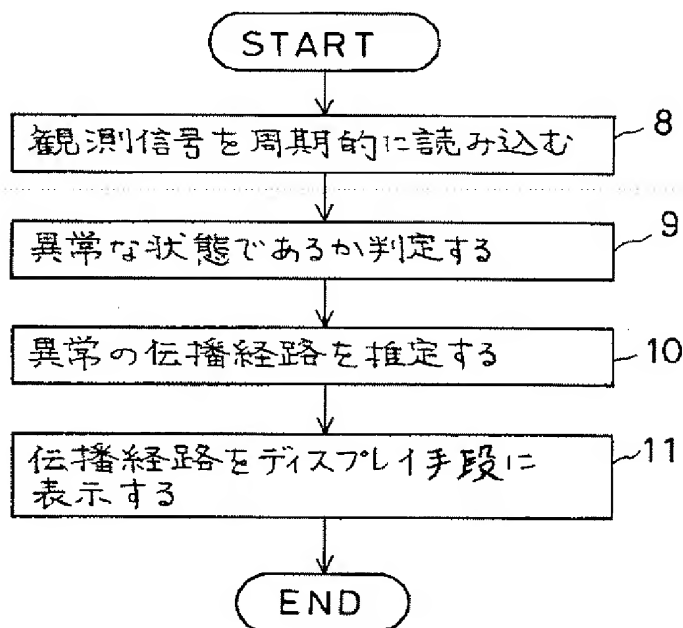 START
観測信号を周期的に読み込む
8
異常な状態であるか判定する
9
異常の伝播経路を推定する
10
伝播経路をディスプレイ手段に
表示する
11
END